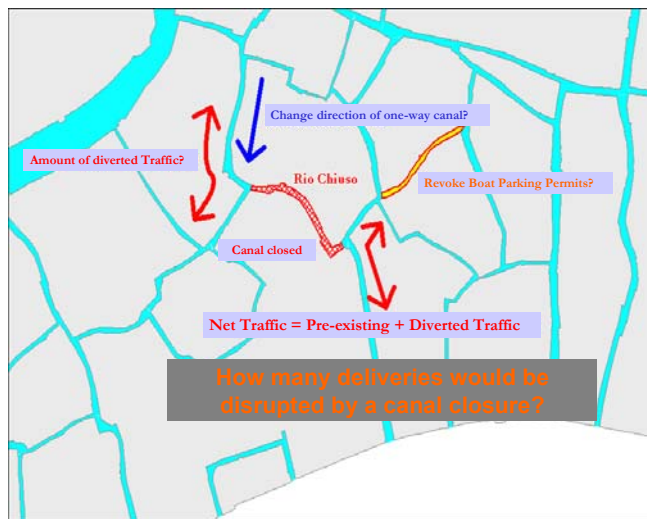 Change direction of one-way canal?
Amount of diverted Traffic?
Rio Chiuso
Revoke Boat Parking Permits?
Canal closed
Net Traffic = Pre-existing + Diverted Traffic
How many deliveries would be
disrupted by a canal closure?